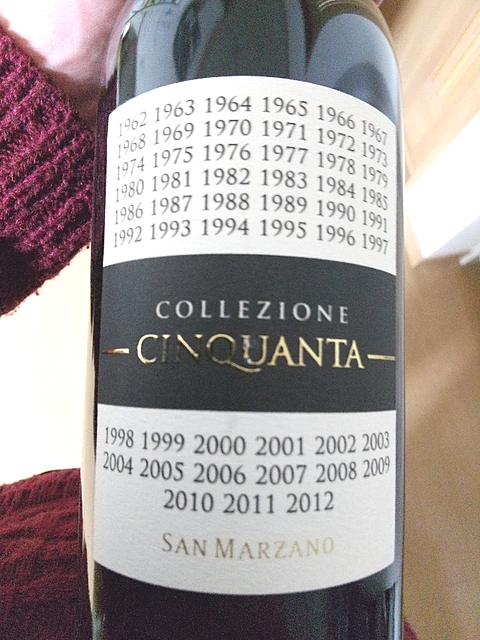 1962 1963 1964 1965 1966 1967
1968 1969 1970 1971 1972 1973
1974 1975 1976 1977 1978 1979
1980 1981 1982 1983 1984 1985
1986 1987 1988 1989 1990 1991
1992 1993 1994 1995 1996 1997
COLLEZIONE
CINQUANTA
1998 1999 2000 2001 2002 2003
2004 2005 2006 2007 2008 2009
2010 2011 2012
SAN MARZANO